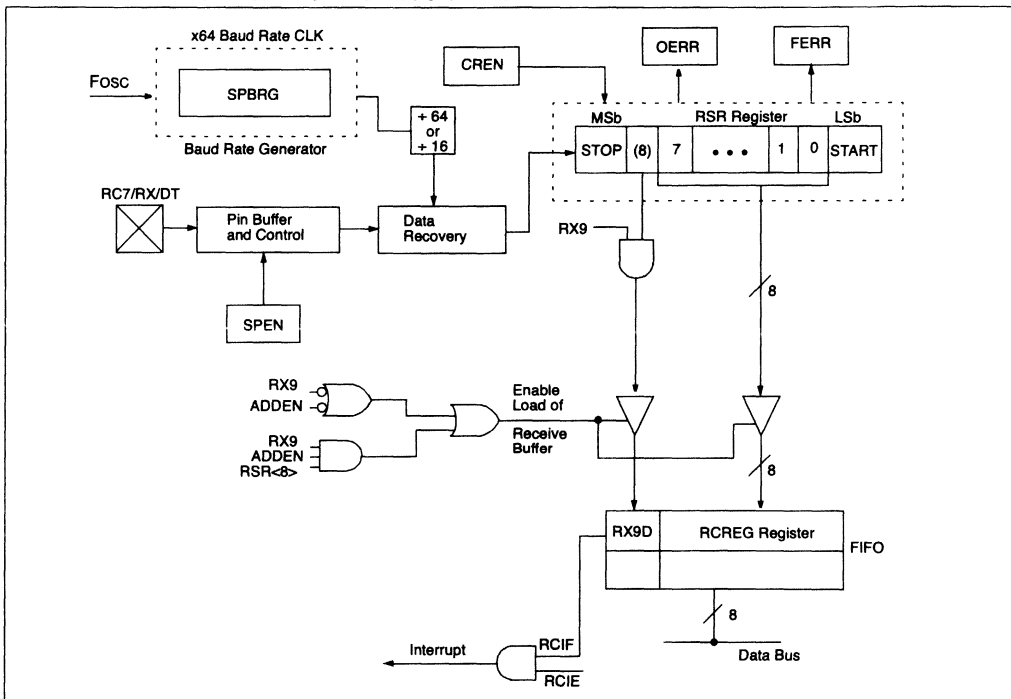 x64 Baud Rate CLK
FOSC
SPBRG
Baud Rate Generator
CREN
OERR
FERR
+ 64
or
+ 16
MSb
RSR Register
LSb
STOP
(8)
7
• • •
1
0
START
RC7/RX/DT
Pin Buffer
and Control
Data
Recovery
SPEN
RX9
8
RX9
ADDEN
RX9
ADDEN
RSR<8>
Enable
Load of
Receive
Buffer
8
RX9D
RCREG Register
FIFO
8
Data Bus
Interrupt
RCIF
RCIE